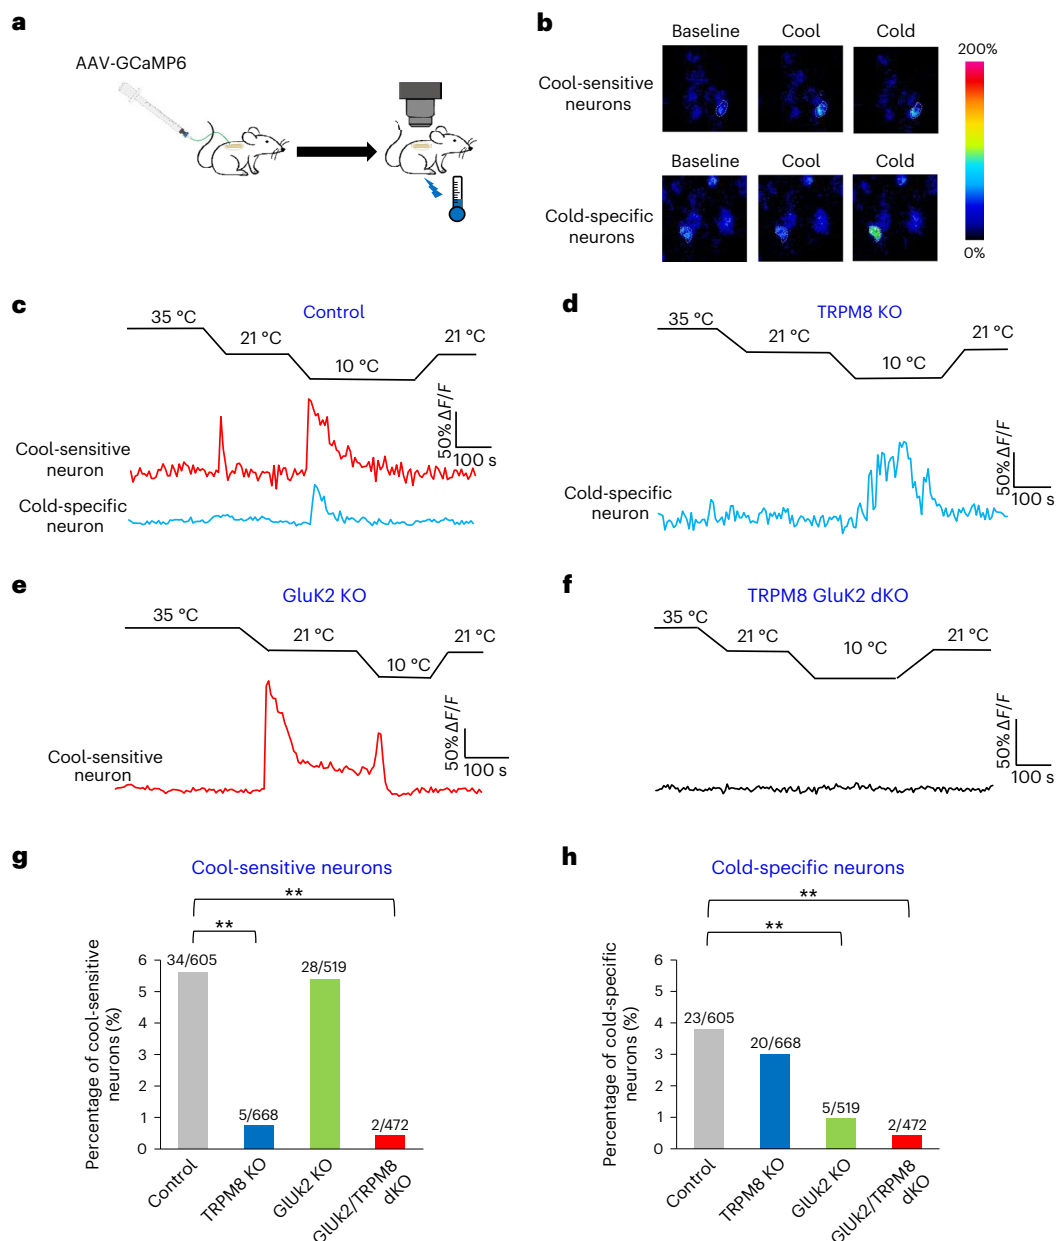 a
AAV-GCaMP6
b
Baseline
Cool
Cold
200%
Cool-sensitive
neurons
Baseline
Cool
Cold
Cold-specific
neurons
0%
c
Control
35 °C
21 °C
21 °C
10 °C
50% ΔF/F
100 s
Cool-sensitive
neuron
Cold-specific
neuron
d
TRPM8 KO
35 °C
21 °C
21 °C
10 °C
50% ΔF/F
100 s
Cold-specific
neuron
e
GluK2 KO
35 °C
21 °C
21 °C
10 °C
50% ΔF/F
100 s
Cool-sensitive
neuron
f
TRPM8 GluK2 dKO
35 °C
21 °C
21 °C
10 °C
50% ΔF/F
100 s
g
Cool-sensitive neurons
**
**
Percentage of cool-sensitive
neurons (%)
6
5
4
3
2
1
0
34/605
5/668
28/519
2/472
Control
TRPM8 KO
GlUk2 KO
GlUk2/TRPM8
dKO
h
Cold-specific neurons
**
**
Percentage of cold-specific
neurons (%)
6
5
4
3
2
1
0
23/605
20/668
5/519
2/472
Control
TRPM8 KO
GlUk2 KO
GlUk2/TRPM8
dKO